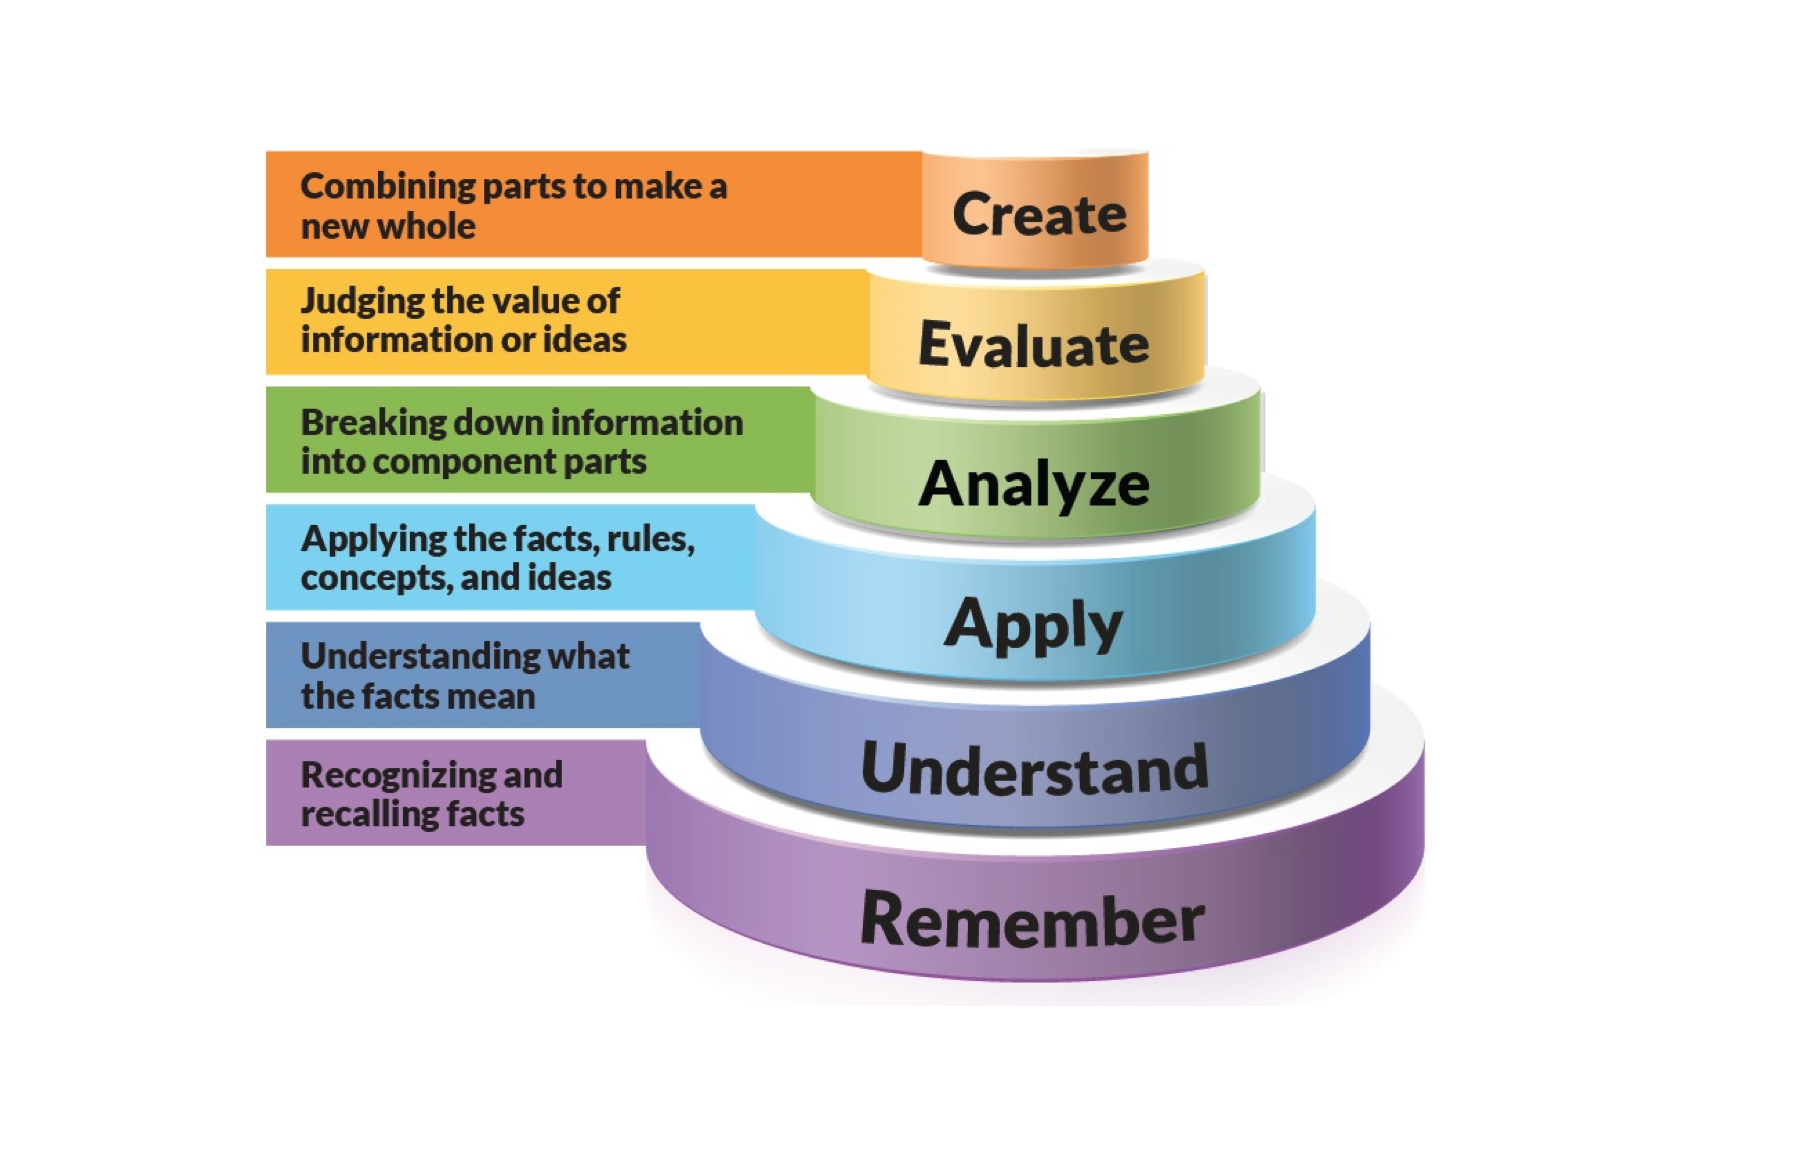 Combining parts to make a
new whole
Create
Judging the value of
information or ideas
Evaluate
Breaking down information
into component parts
Analyze
Applying the facts, rules,
concepts, and ideas
Apply
Understanding what
the facts mean
Understand
Recognizing and
recalling facts
Remember